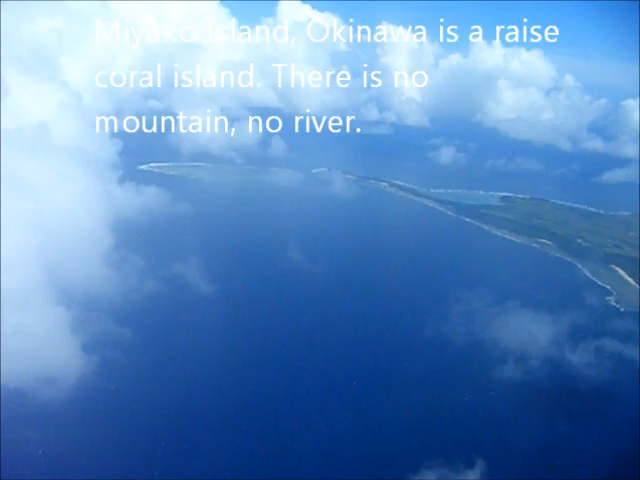 Miyako Island, Okinawa is a raise
coral island. There is no
mountain, no river.